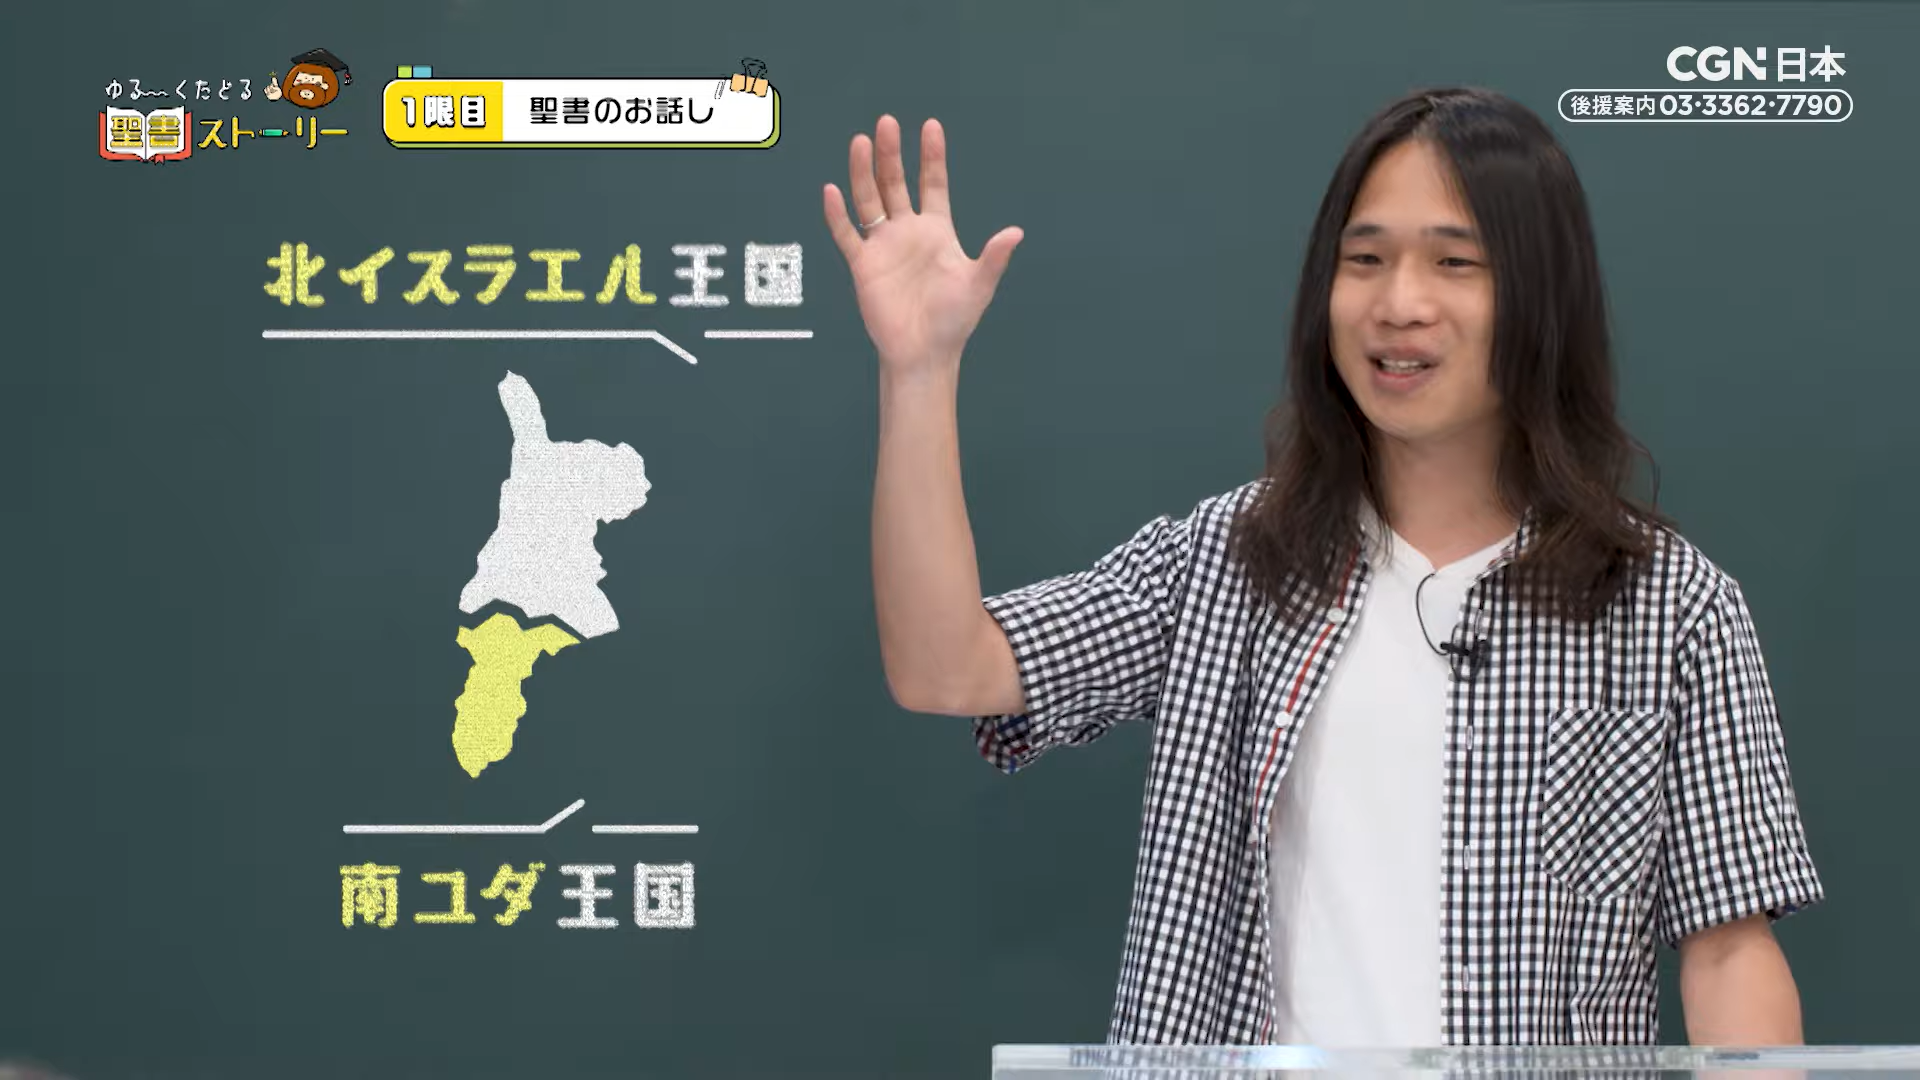 ゆる〜くたどる
聖書ストーリー
1限目 聖書のお話し
CGN日本
後援案内 03·3362·7790
北イスラエル王国
南ユダ王国